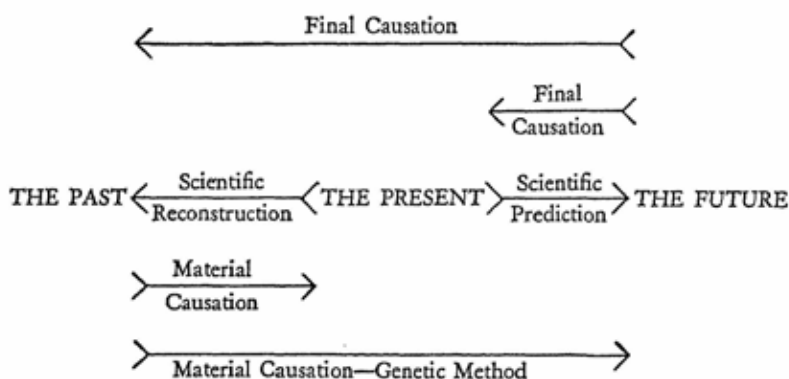 Final Causation
Final
Causation
Scientific Scientific
THE PAST THE PRESENT THE FUTURE
Reconstruction Prediction
Material
Causation
Material Causation—Genetic Method